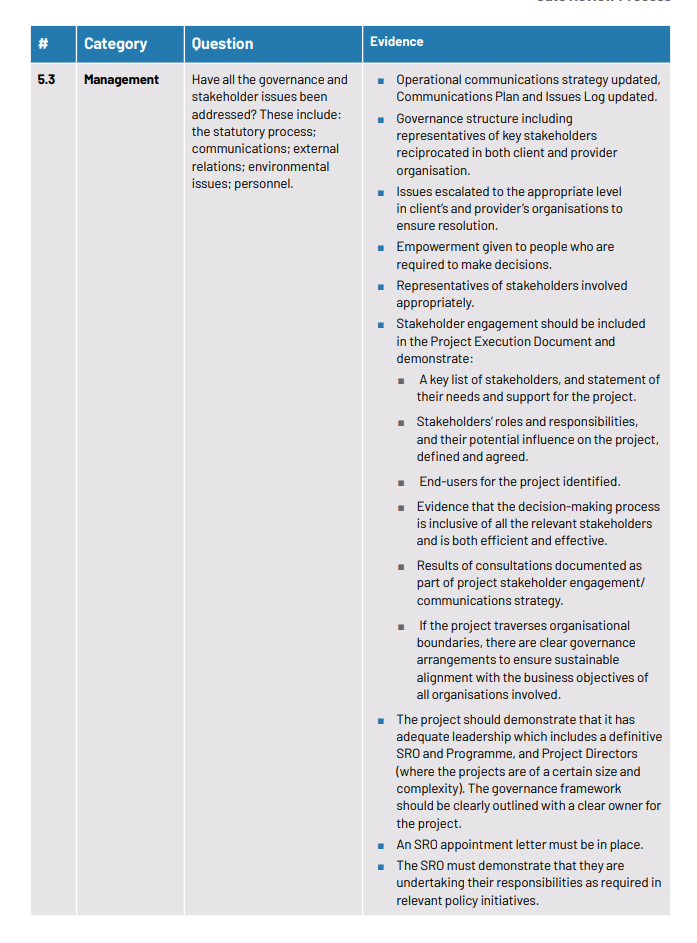 # Category Question Evidence
5.3 Management Have all the governance and
stakeholder issues been
addressed? These include:
the statutory process;
communications; external
relations; environmental
issues; personnel.
■ Operational communications strategy updated,
Communications Plan and Issues Log updated.
■ Governance structure including
representatives of key stakeholders
reciprocated in both client and provider
organisation.
■ Issues escalated to the appropriate level
in client's and provider's organisations to
ensure resolution.
■ Empowerment given to people who are
required to make decisions.
■ Representatives of stakeholders involved
appropriately.
■ Stakeholder engagement should be included
in the Project Execution Document and
demonstrate:
■ A key list of stakeholders, and statement of
their needs and support for the project.
■ Stakeholders' roles and responsibilities,
and their potential influence on the project,
defined and agreed.
■ End-users for the project identified.
■ Evidence that the decision-making process
is inclusive of all the relevant stakeholders
and is both efficient and effective.
■ Results of consultations documented as
part of project stakeholder engagement/
communications strategy.
■ If the project traverses organisational
boundaries, there are clear governance
arrangements to ensure sustainable
alignment with the business objectives of
all organisations involved.
■ The project should demonstrate that it has
adequate leadership which includes a definitive
SRO and Programme, and Project Directors
(where the projects are of a certain size and
complexity). The governance framework
should be clearly outlined with a clear owner for
the project.
■ An SRO appointment letter must be in place.
■ The SRO must demonstrate that they are
undertaking their responsibilities as required in
relevant policy initiatives.